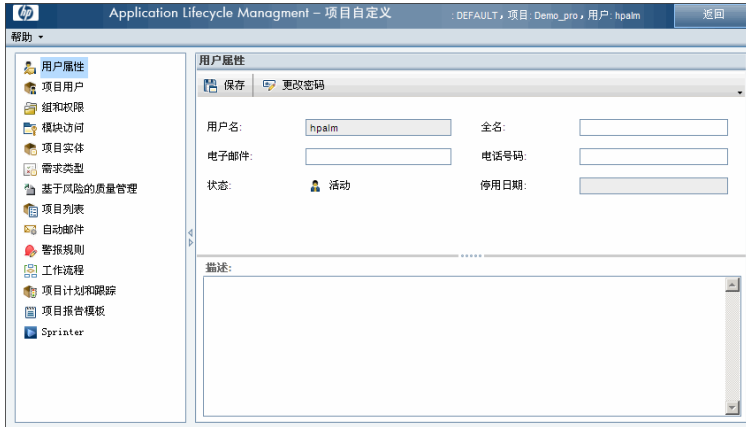 hp Application Lifecycle Managment – 项目自定义 : DEFAULT，项目: Demo_pro，用户: hpalm 返回
帮助
用户属性
项目用户
组和权限
模块访问
项目实体
需求类型
基于风险的质量管理
项目列表
自动邮件
警报规则
工作流程
项目计划和跟踪
项目报告模板
Sprinter
用户属性
保存 更改密码
用户名: hpalm 全名:
电子邮件: 电话号码:
状态: 活动 停用日期:
描述: